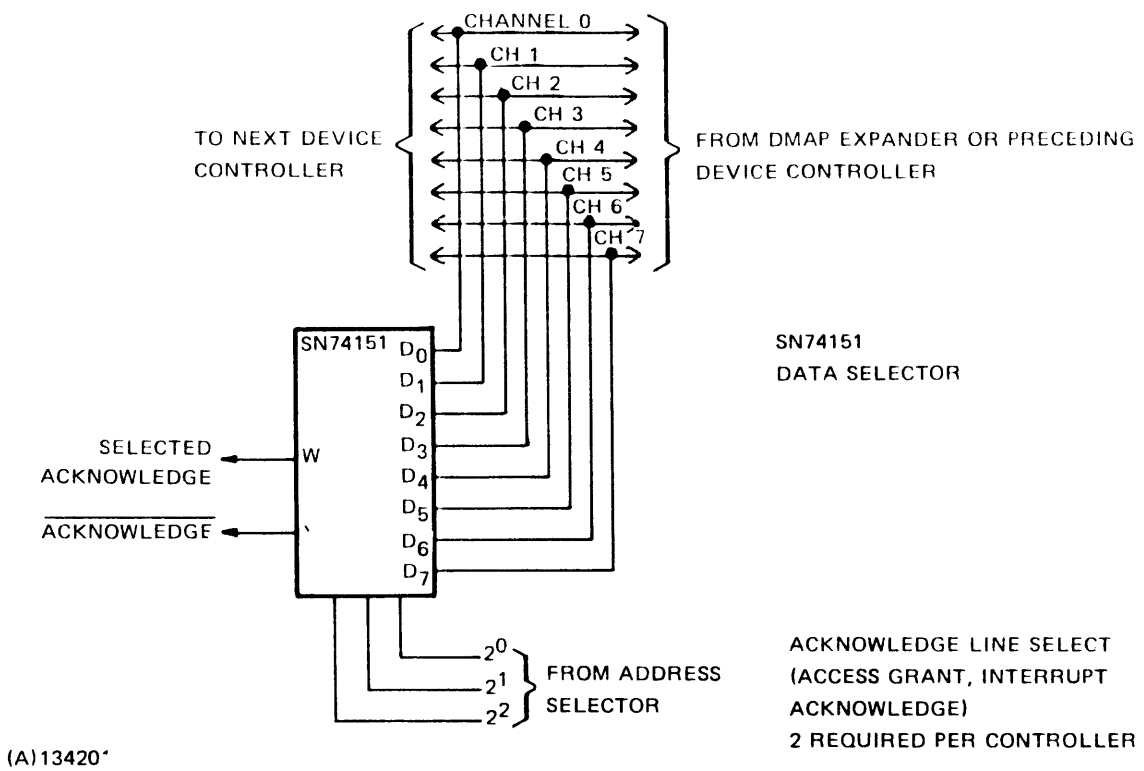 CHANNEL 0
CH 1
CH 2
CH 3
CH 4
CH 5
CH 6
CH 7
TO NEXT DEVICE
CONTROLLER
FROM DMAP EXPANDER OR PRECEDING
DEVICE CONTROLLER
SN74151
D0
D1
D2
D3
D4
D5
D6
D7
W
SELECTED
ACKNOWLEDGE
ACKNOWLEDGE
SN74151
DATA SELECTOR
2^0
2^1
2^2
FROM ADDRESS
SELECTOR
ACKNOWLEDGE LINE SELECT
(ACCESS GRANT, INTERRUPT
ACKNOWLEDGE)
2 REQUIRED PER CONTROLLER
(A)13420